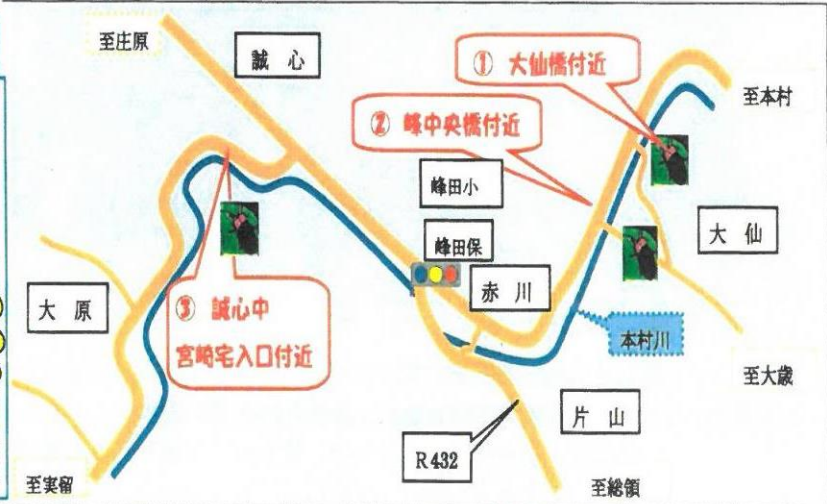 至庄原
誠心
① 大仙橋付近
至本村
② 峰中央橋付近
峰田小
大仙
峰田保
赤川
大原
③ 誠心中
宮崎宅入口付近
本村川
至大歳
片山
R432
至実留
至総領